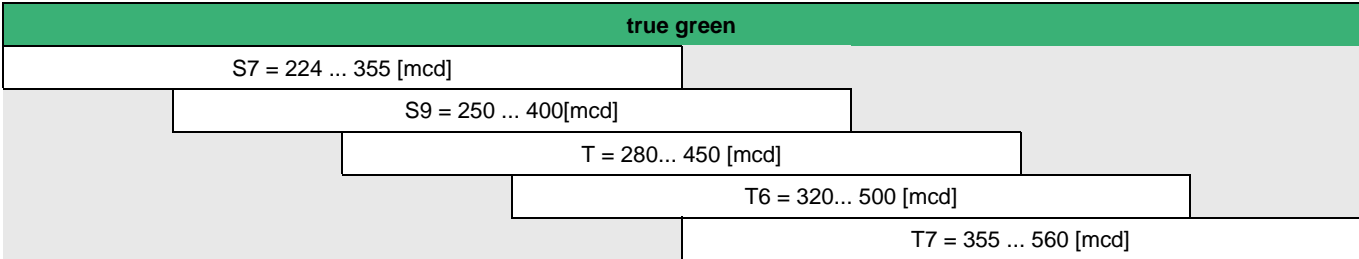 true green
S7 = 224 ... 355 [mcd]
S9 = 250 ... 400[mcd]
T = 280... 450 [mcd]
T6 = 320... 500 [mcd]
T7 = 355 ... 560 [mcd]